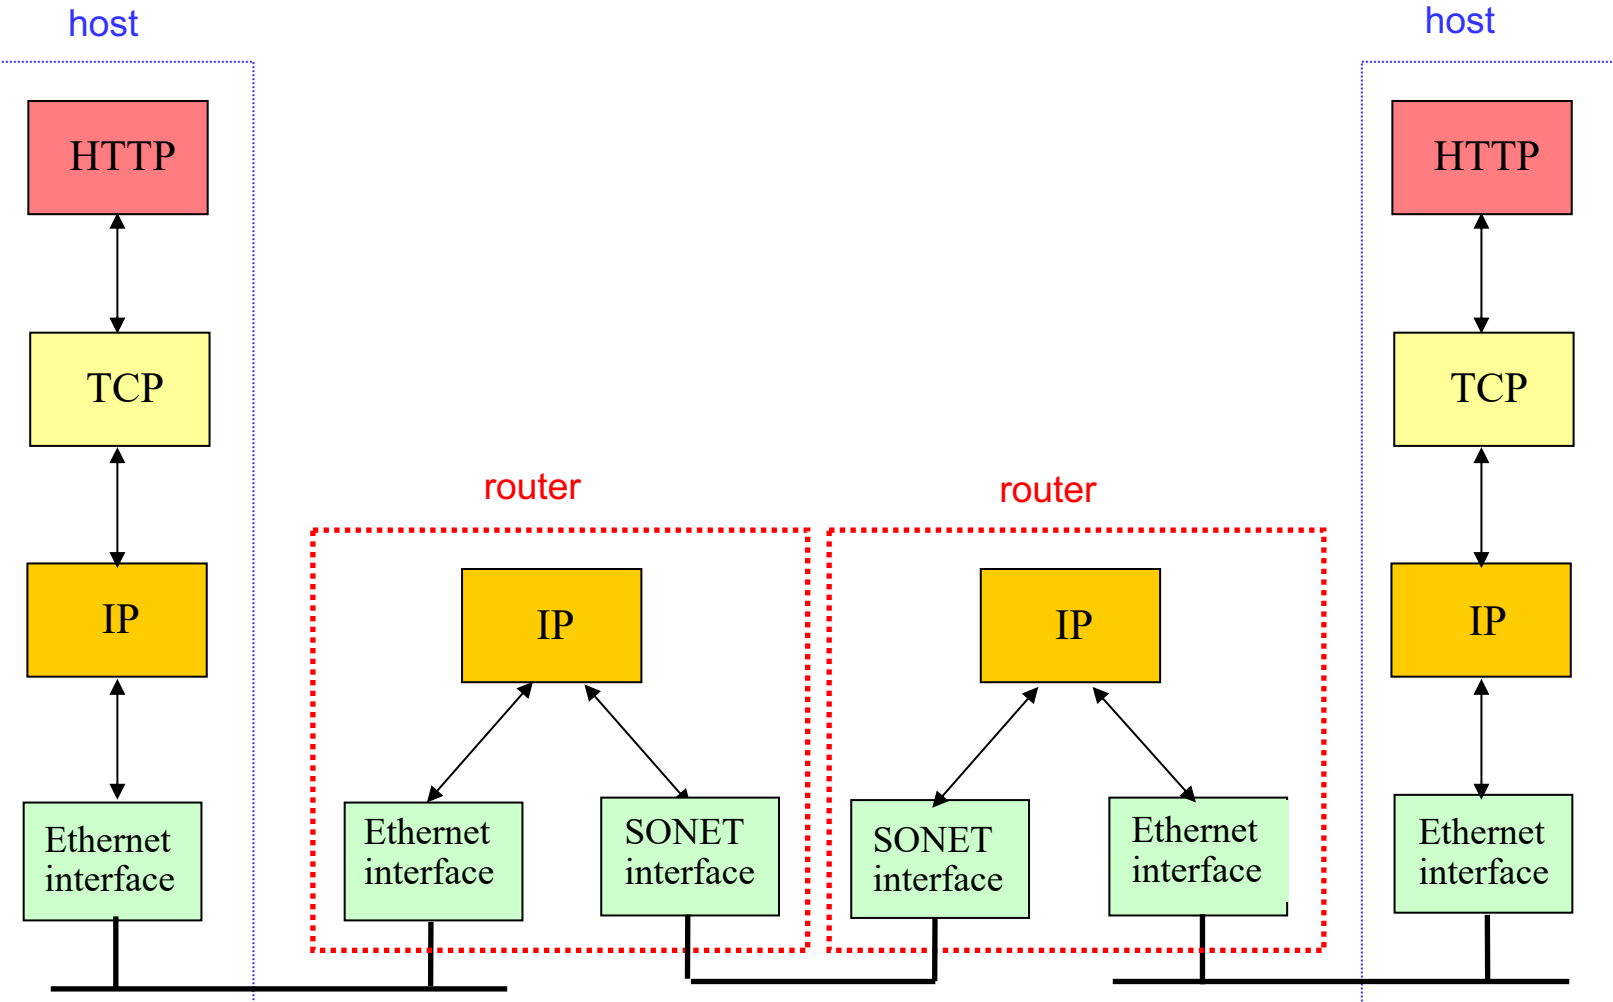 host
host
HTTP
HTTP
TCP
TCP
router
router
IP
IP
IP
IP
Ethernet
interface
Ethernet
interface
SONET
interface
SONET
interface
Ethernet
interface
Ethernet
interface